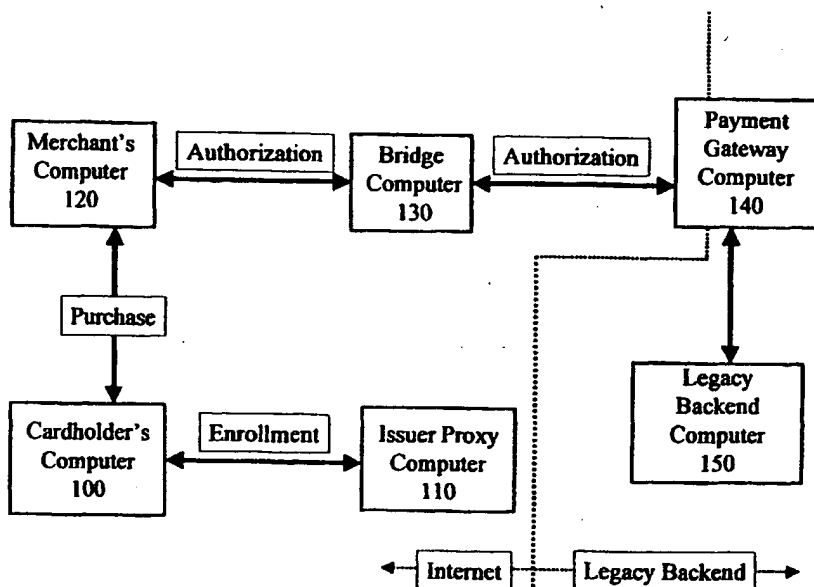 Merchant's
Computer
120
Authorization
Bridge
Computer
130
Authorization
Payment
Gateway
Computer
140
Purchase
Cardholder's
Computer
100
Enrollment
Issuer Proxy
Computer
110
Legacy
Backend
Computer
150
Internet
Legacy Backend